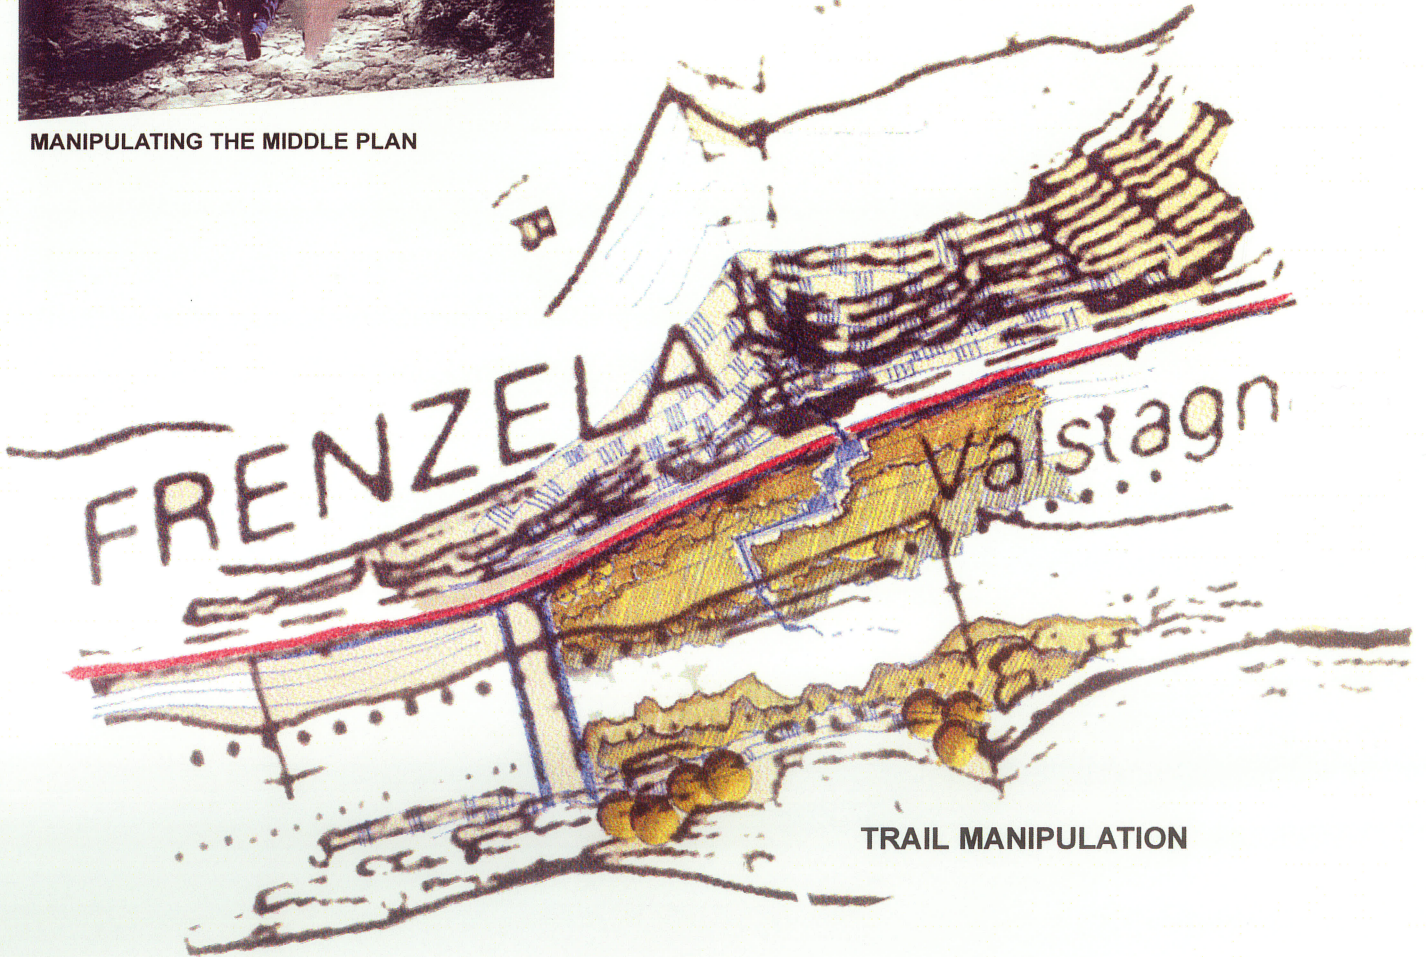 MANIPULATING THE MIDDLE PLAN
B
FRENZELA
Valstagn
TRAIL MANIPULATION